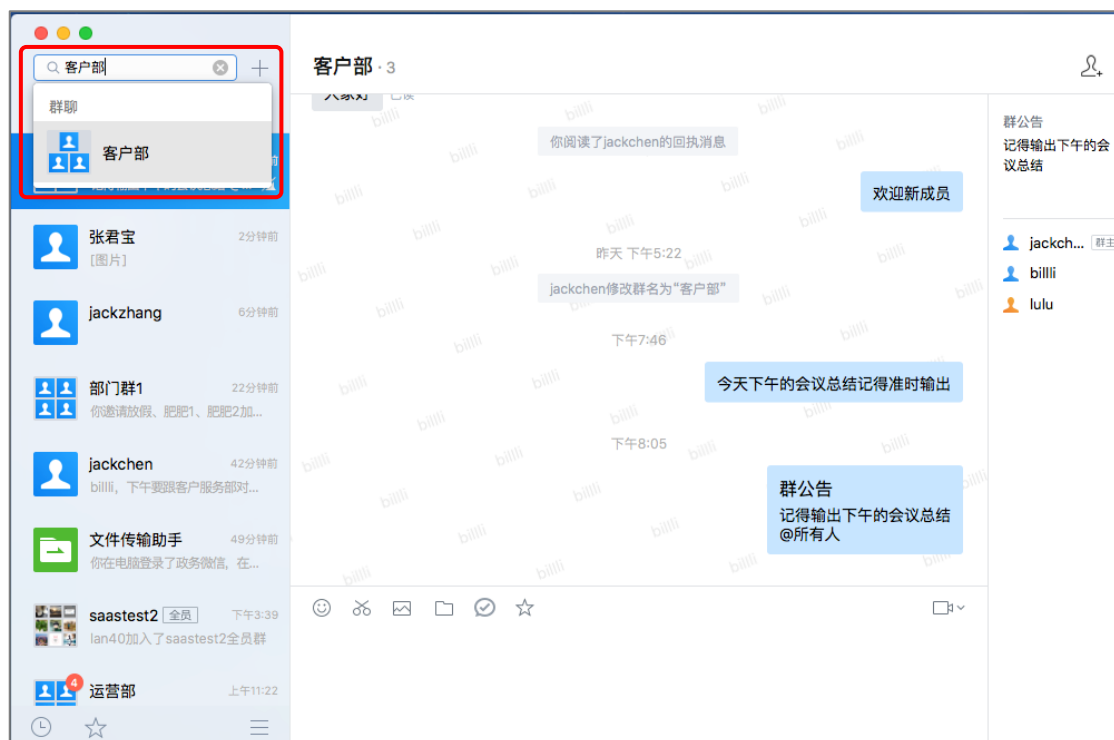 客户部
群聊
客户部
前
张君宝
2分钟前
[图片]
jackzhang
6分钟前
部门群1
22分钟前
你邀请放假、肥肥1、肥肥2加...
jackchen
42分钟前
billli，下午要跟客户服务部对...
文件传输助手
49分钟前
你在电脑登录了政务微信，在...
saastest2 全员
下午3:39
lan40加入了saastest2全员群
4
运营部
上午11:22
客户部 · 3
大家好 已读
你阅读了jackchen的回执消息
欢迎新成员
昨天 下午5:22
jackchen修改群名为“客户部”
下午7:46
今天下午的会议总结记得准时输出
下午8:05
群公告
记得输出下午的会议总结
@所有人
billli
群公告
记得输出下午的会
议总结
jackch... 群主
billli
lulu